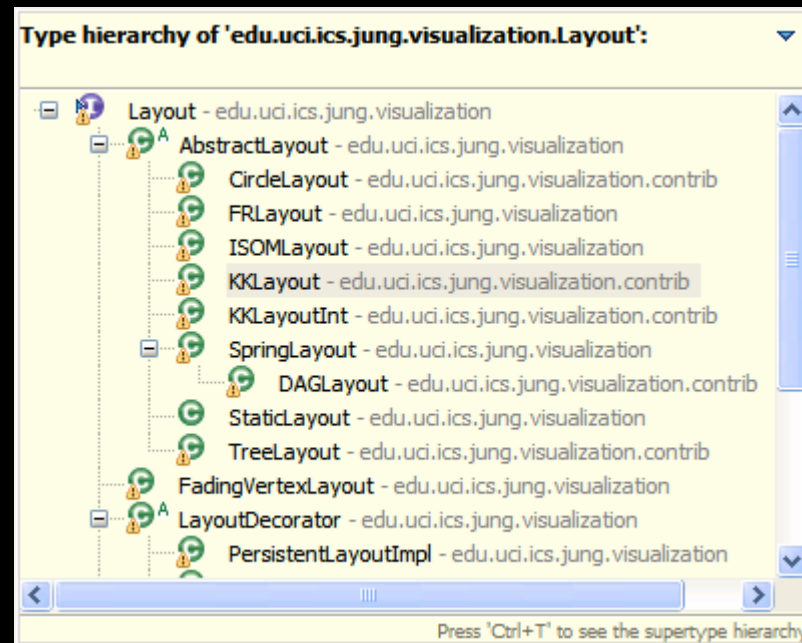 Type hierarchy of 'edu.uci.ics.jung.visualization.Layout':
Layout - edu.uci.ics.jung.visualization
A AbstractLayout - edu.uci.ics.jung.visualization
CircleLayout - edu.uci.ics.jung.visualization.contrib
FRLayout - edu.uci.ics.jung.visualization
ISOMLayout - edu.uci.ics.jung.visualization
KKLayout - edu.uci.ics.jung.visualization.contrib
KKLayoutInt - edu.uci.ics.jung.visualization.contrib
SpringLayout - edu.uci.ics.jung.visualization
DAGLayout - edu.uci.ics.jung.visualization.contrib
StaticLayout - edu.uci.ics.jung.visualization
TreeLayout - edu.uci.ics.jung.visualization.contrib
FadingVertexLayout - edu.uci.ics.jung.visualization
A LayoutDecorator - edu.uci.ics.jung.visualization
PersistentLayoutImpl - edu.uci.ics.jung.visualization
Press 'Ctrl+T' to see the supertype hierarchy